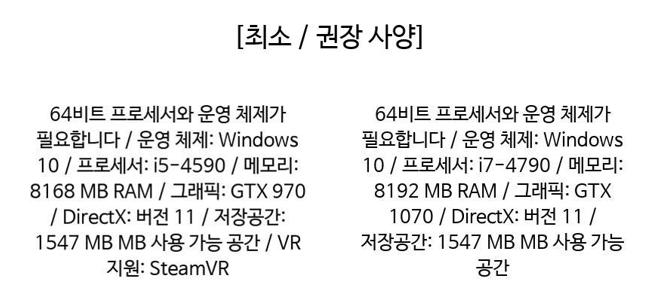 [최소 / 권장 사양]
64비트 프로세서와 운영 체제가
필요합니다 / 운영 체제: Windows
10 / 프로세서: i5-4590 / 메모리:
8168 MB RAM / 그래픽: GTX 970
/ DirectX: 버전 11 / 저장공간:
1547 MB MB 사용 가능 공간 / VR
지원: SteamVR
64비트 프로세서와 운영 체제가
필요합니다 / 운영 체제: Windows
10 / 프로세서: i7-4790 / 메모리:
8192 MB RAM / 그래픽: GTX
1070 / DirectX: 버전 11 /
저장공간: 1547 MB MB 사용 가능
공간